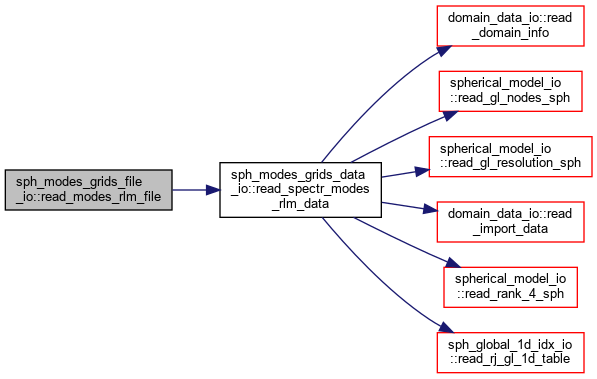 sph_modes_grids_file
_io::read_modes_rlm_file
sph_modes_grids_data
_io::read_spectr_modes
_rlm_data
domain_data_io::read
_domain_info
spherical_model_io
::read_gl_nodes_sph
spherical_model_io
::read_gl_resolution_sph
domain_data_io::read
_import_data
spherical_model_io
::read_rank_4_sph
sph_global_1d_idx_io
::read_rj_gl_1d_table